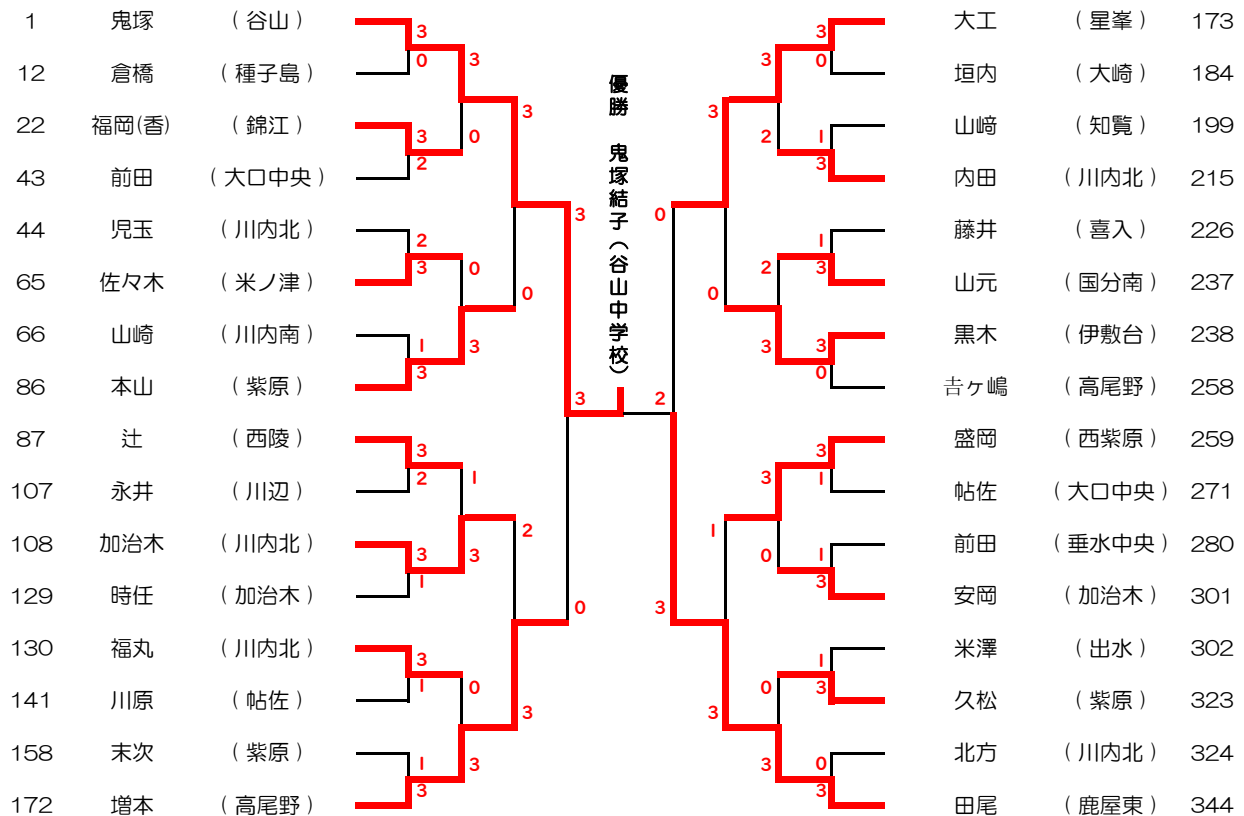 1 鬼塚 （谷山）
12 倉橋 （種子島）
22 福岡(香) （錦江）
43 前田 （大口中央）
44 児玉 （川内北）
65 佐々木 （米ノ津）
66 山崎 （川内南）
86 本山 （紫原）
87 辻 （西陵）
107 永井 （川辺）
108 加治木 （川内北）
129 時任 （加治木）
130 福丸 （川内北）
141 川原 （帖佐）
158 末次 （紫原）
172 増本 （高尾野）
3
0
3
2
2
3
1
3
3
2
3
1
3
1
1
3
3
0
0
3
1
3
0
3
3
0
2
3
3
0
3
優勝 鬼塚結子（谷山中学校）
2
0
3
3
0
1
3
3
2
2
3
3
0
0
3
3
0
1
3
1
3
3
0
3
1
1
3
1
3
0
3
大工 （星峯） 173
垣内 （大崎） 184
山﨑 （知覧） 199
内田 （川内北） 215
藤井 （喜入） 226
山元 （国分南） 237
黒木 （伊敷台） 238
𠮷ヶ嶋 （高尾野） 258
盛岡 （西紫原） 259
帖佐 （大口中央） 271
前田 （垂水中央） 280
安岡 （加治木） 301
米澤 （出水） 302
久松 （紫原） 323
北方 （川内北） 324
田尾 （鹿屋東） 344